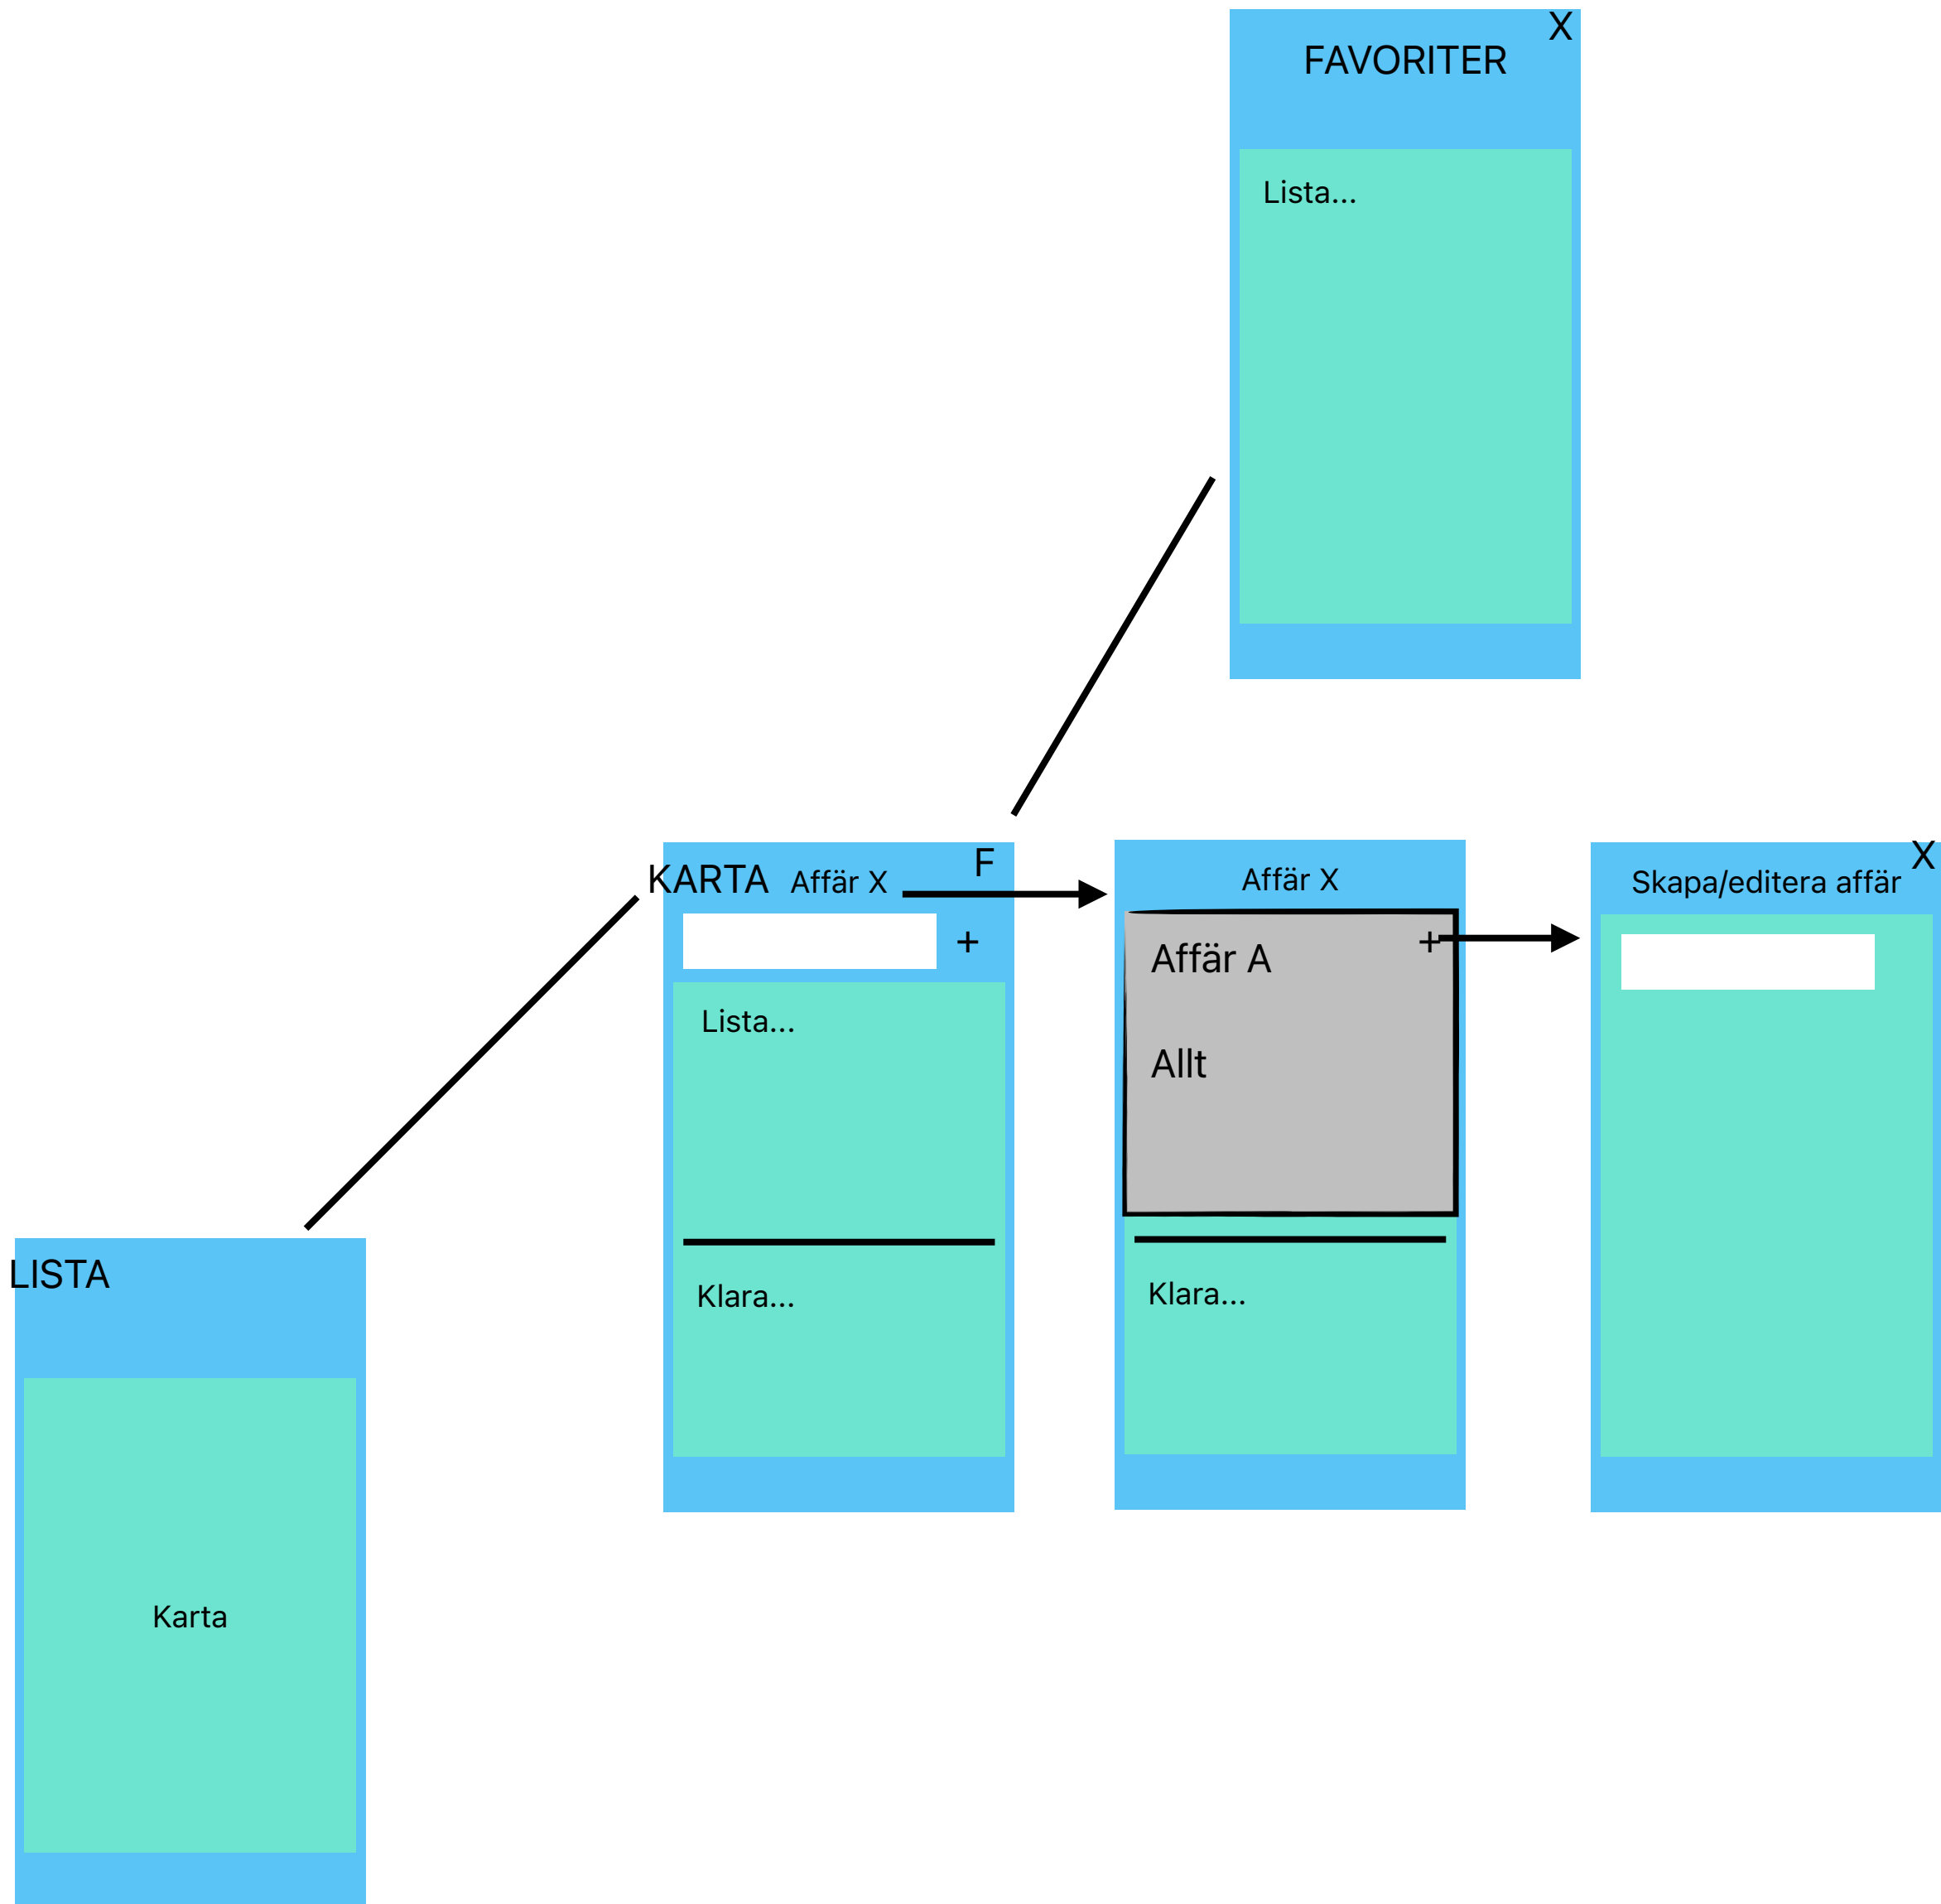 X
FAVORITER
Lista...
KARTA Affär X F
+
Lista...
Klara...
Affär X
Affär A +
Allt
Klara...
X
Skapa/editera affär
LISTA
Karta